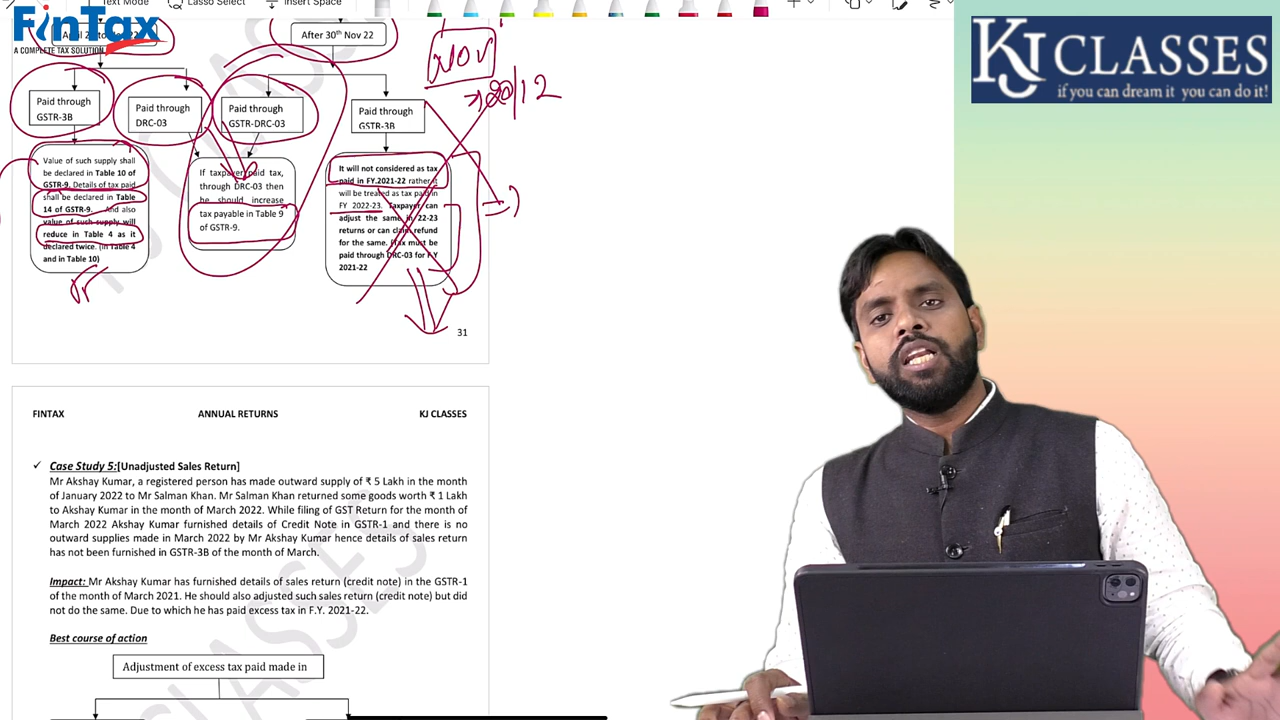 Text Mode
Lasso Select
Insert Space
FinTax
A COMPLETE TAX SOLUTION
After 30th Nov 22
Nov
Paid through
GSTR-3B
Paid through
DRC-03
Paid through
GSTR-DRC-03
Paid through
GSTR-3B
Value of such supply shall
be declared in Table 10 of
GSTR-9. Details of tax paid
shall be declared in Table
14 of GSTR-9. And also
value of such supply will
reduce in Table 4 as it
declared twice. (In Table 4
and in Table 10)
If taxpayer paid tax,
through DRC-03 then
he should increase
tax payable in Table 9
of GSTR-9.
It will not considered as tax
paid in FY.2021-22 rather it
will be treated as tax paid in
FY 2022-23. Taxpayer can
adjust the same in 22-23
returns or can claim refund
for the same. Tax must be
paid through DRC-03 for F.Y
2021-22
31
FINTAX ANNUAL RETURNS KJ CLASSES
✓ Case Study 5:[Unadjusted Sales Return]
Mr Akshay Kumar, a registered person has made outward supply of ₹ 5 Lakh in the month
of January 2022 to Mr Salman Khan. Mr Salman Khan returned some goods worth ₹ 1 Lakh
to Akshay Kumar in the month of March 2022. While filing of GST Return for the month of
March 2022 Akshay Kumar furnished details of Credit Note in GSTR-1 and there is no
outward supplies made in March 2022 by Mr Akshay Kumar hence details of sales return
has not been furnished in GSTR-3B of the month of March.
Impact: Mr Akshay Kumar has furnished details of sales return (credit note) in the GSTR-1
of the month of March 2021. He should also adjusted such sales return (credit note) but did
not do the same. Due to which he has paid excess tax in F.Y. 2021-22.
Best course of action
Adjustment of excess tax paid made in
KJ CLASSES
if you can dream it you can do it!